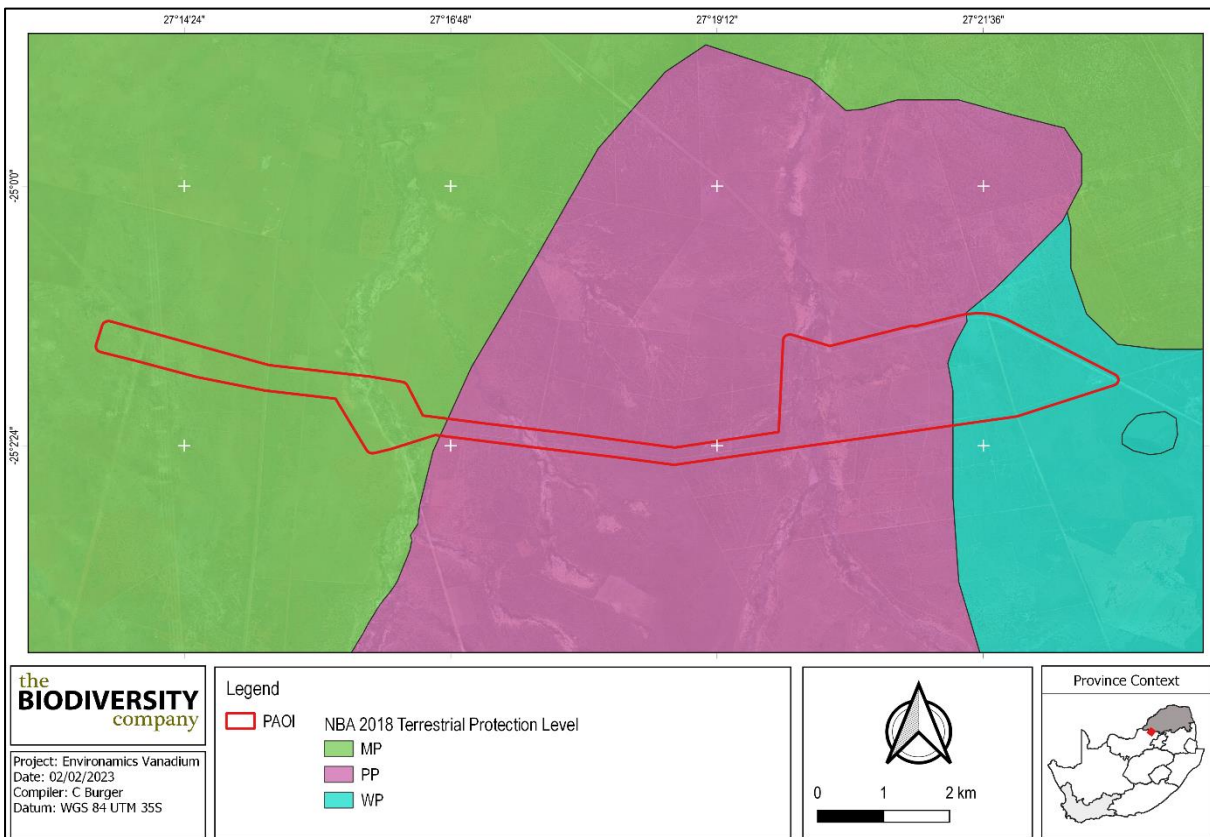 27°14'24"
27°16'48"
27°19'12"
27°21'36"
-25°0'0"
-25°2'24"
the
BIODIVERSITY
company
Project: Environamics Vanadium
Date: 02/02/2023
Compiler: C Burger
Datum: WGS 84 UTM 35S
Legend
PAOI
NBA 2018 Terrestrial Protection Level
MP
PP
WP
0 1 2 km
Province Context